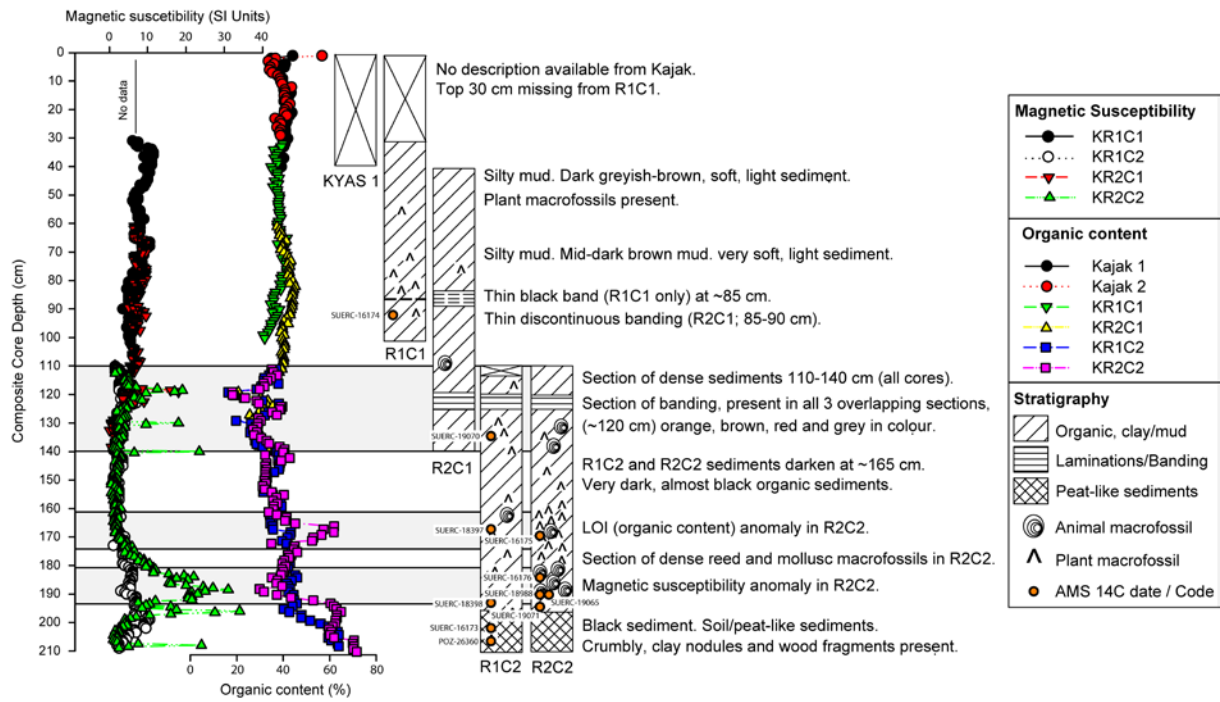 Magnetic suscetibility (SI Units)
0 10 30 40
0
10
20
30
40
50
60
70
80
90
100
110
120
130
140
150
160
170
180
190
200
210
Composite Core Depth (cm)
No data
0 20 40 60 80
Organic content (%)
KYAS 1
R1C1
R2C1
R1C2
R2C2
SUERC-16174
SUERC-19070
SUERC-18397
SUERC-16175
SUERC-16176
SUERC-18988
SUERC-18398
SUERC-19065
SUERC-19071
SUERC-16173
POZ-26360
No description available from Kajak.
Top 30 cm missing from R1C1.
Silty mud. Dark greyish-brown, soft, light sediment.
Plant macrofossils present.
Silty mud. Mid-dark brown mud. very soft, light sediment.
Thin black band (R1C1 only) at ~85 cm.
Thin discontinuous banding (R2C1; 85-90 cm).
Section of dense sediments 110-140 cm (all cores).
Section of banding, present in all 3 overlapping sections,
(~120 cm) orange, brown, red and grey in colour.
R1C2 and R2C2 sediments darken at ~165 cm.
Very dark, almost black organic sediments.
LOI (organic content) anomaly in R2C2.
Section of dense reed and mollusc macrofossils in R2C2.
Magnetic susceptibility anomaly in R2C2.
Black sediment. Soil/peat-like sediments.
Crumbly, clay nodules and wood fragments present.
Magnetic Susceptibility
KR1C1
KR1C2
KR2C1
KR2C2
Organic content
Kajak 1
Kajak 2
KR1C1
KR2C1
KR1C2
KR2C2
Stratigraphy
Organic, clay/mud
Laminations/Banding
Peat-like sediments
Animal macrofossil
Plant macrofossil
AMS 14C date / Code